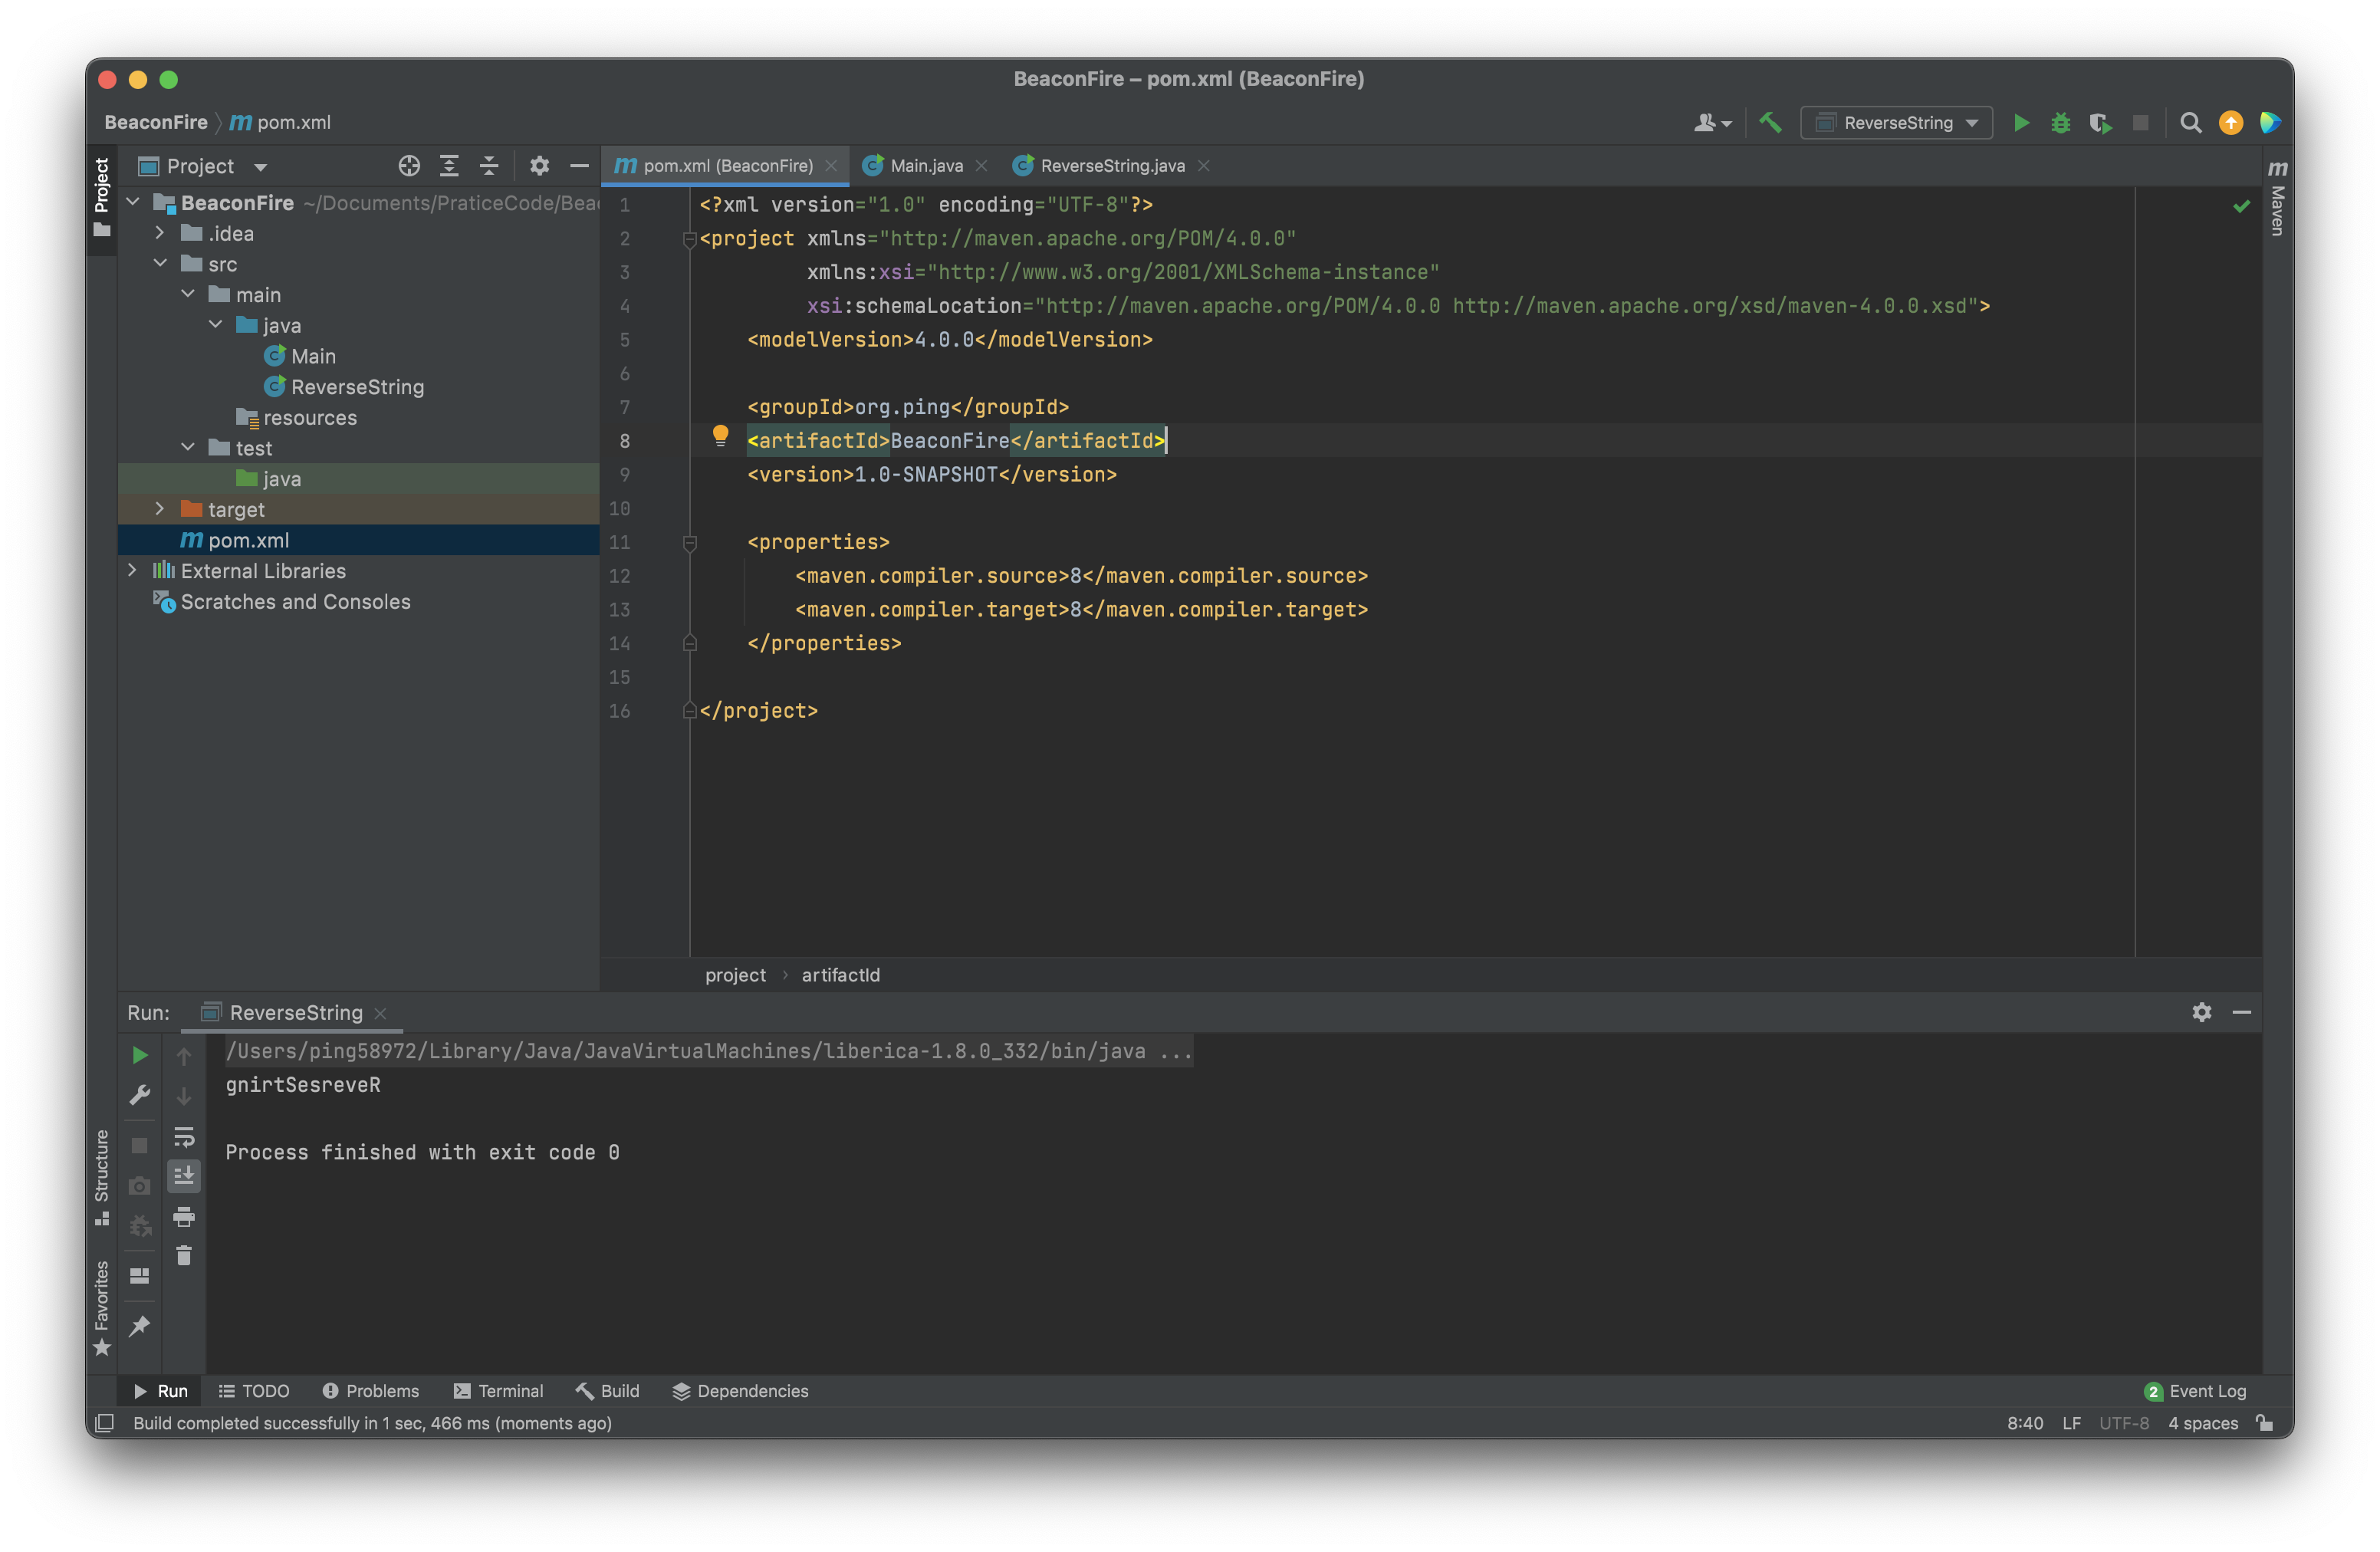 BeaconFire – pom.xml (BeaconFire)
BeaconFire pom.xml
ReverseString
Project
Project
pom.xml (BeaconFire)
Main.java
ReverseString.java
Maven
BeaconFire ~/Documents/PraticeCode/Bea
.idea
src
main
java
Main
ReverseString
resources
test
java
target
pom.xml
External Libraries
Scratches and Consoles
1 <?xml version="1.0" encoding="UTF-8"?>
2 <project xmlns="http://maven.apache.org/POM/4.0.0"
3 xmlns:xsi="http://www.w3.org/2001/XMLSchema-instance"
4 xsi:schemaLocation="http://maven.apache.org/POM/4.0.0 http://maven.apache.org/xsd/maven-4.0.0.xsd">
5 <modelVersion>4.0.0</modelVersion>
6
7 <groupId>org.ping</groupId>
8 <artifactId>BeaconFire</artifactId>
9 <version>1.0-SNAPSHOT</version>
10
11 <properties>
12 <maven.compiler.source>8</maven.compiler.source>
13 <maven.compiler.target>8</maven.compiler.target>
14 </properties>
15
16 </project>
project › artifactId
Run: ReverseString
/Users/ping58972/Library/Java/JavaVirtualMachines/liberica-1.8.0_332/bin/java ...
gnirtSesreveR
Process finished with exit code 0
Structure
Favorites
Run TODO Problems Terminal Build Dependencies 2 Event Log
Build completed successfully in 1 sec, 466 ms (moments ago) 8:40 LF UTF-8 4 spaces